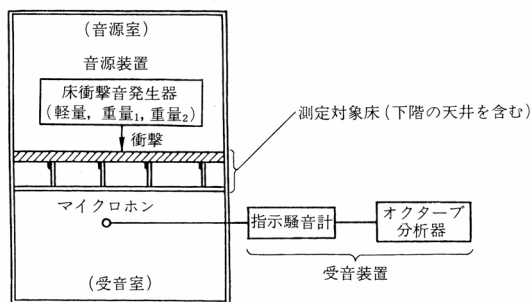 (音源室)
音源装置
床衝撃音発生器
(軽量, 重量₁, 重量₂)
衝撃
測定対象床(下階の天井を含む)
マイクロホン
指示騒音計
オクターブ
分析器
受音装置
(受音室)